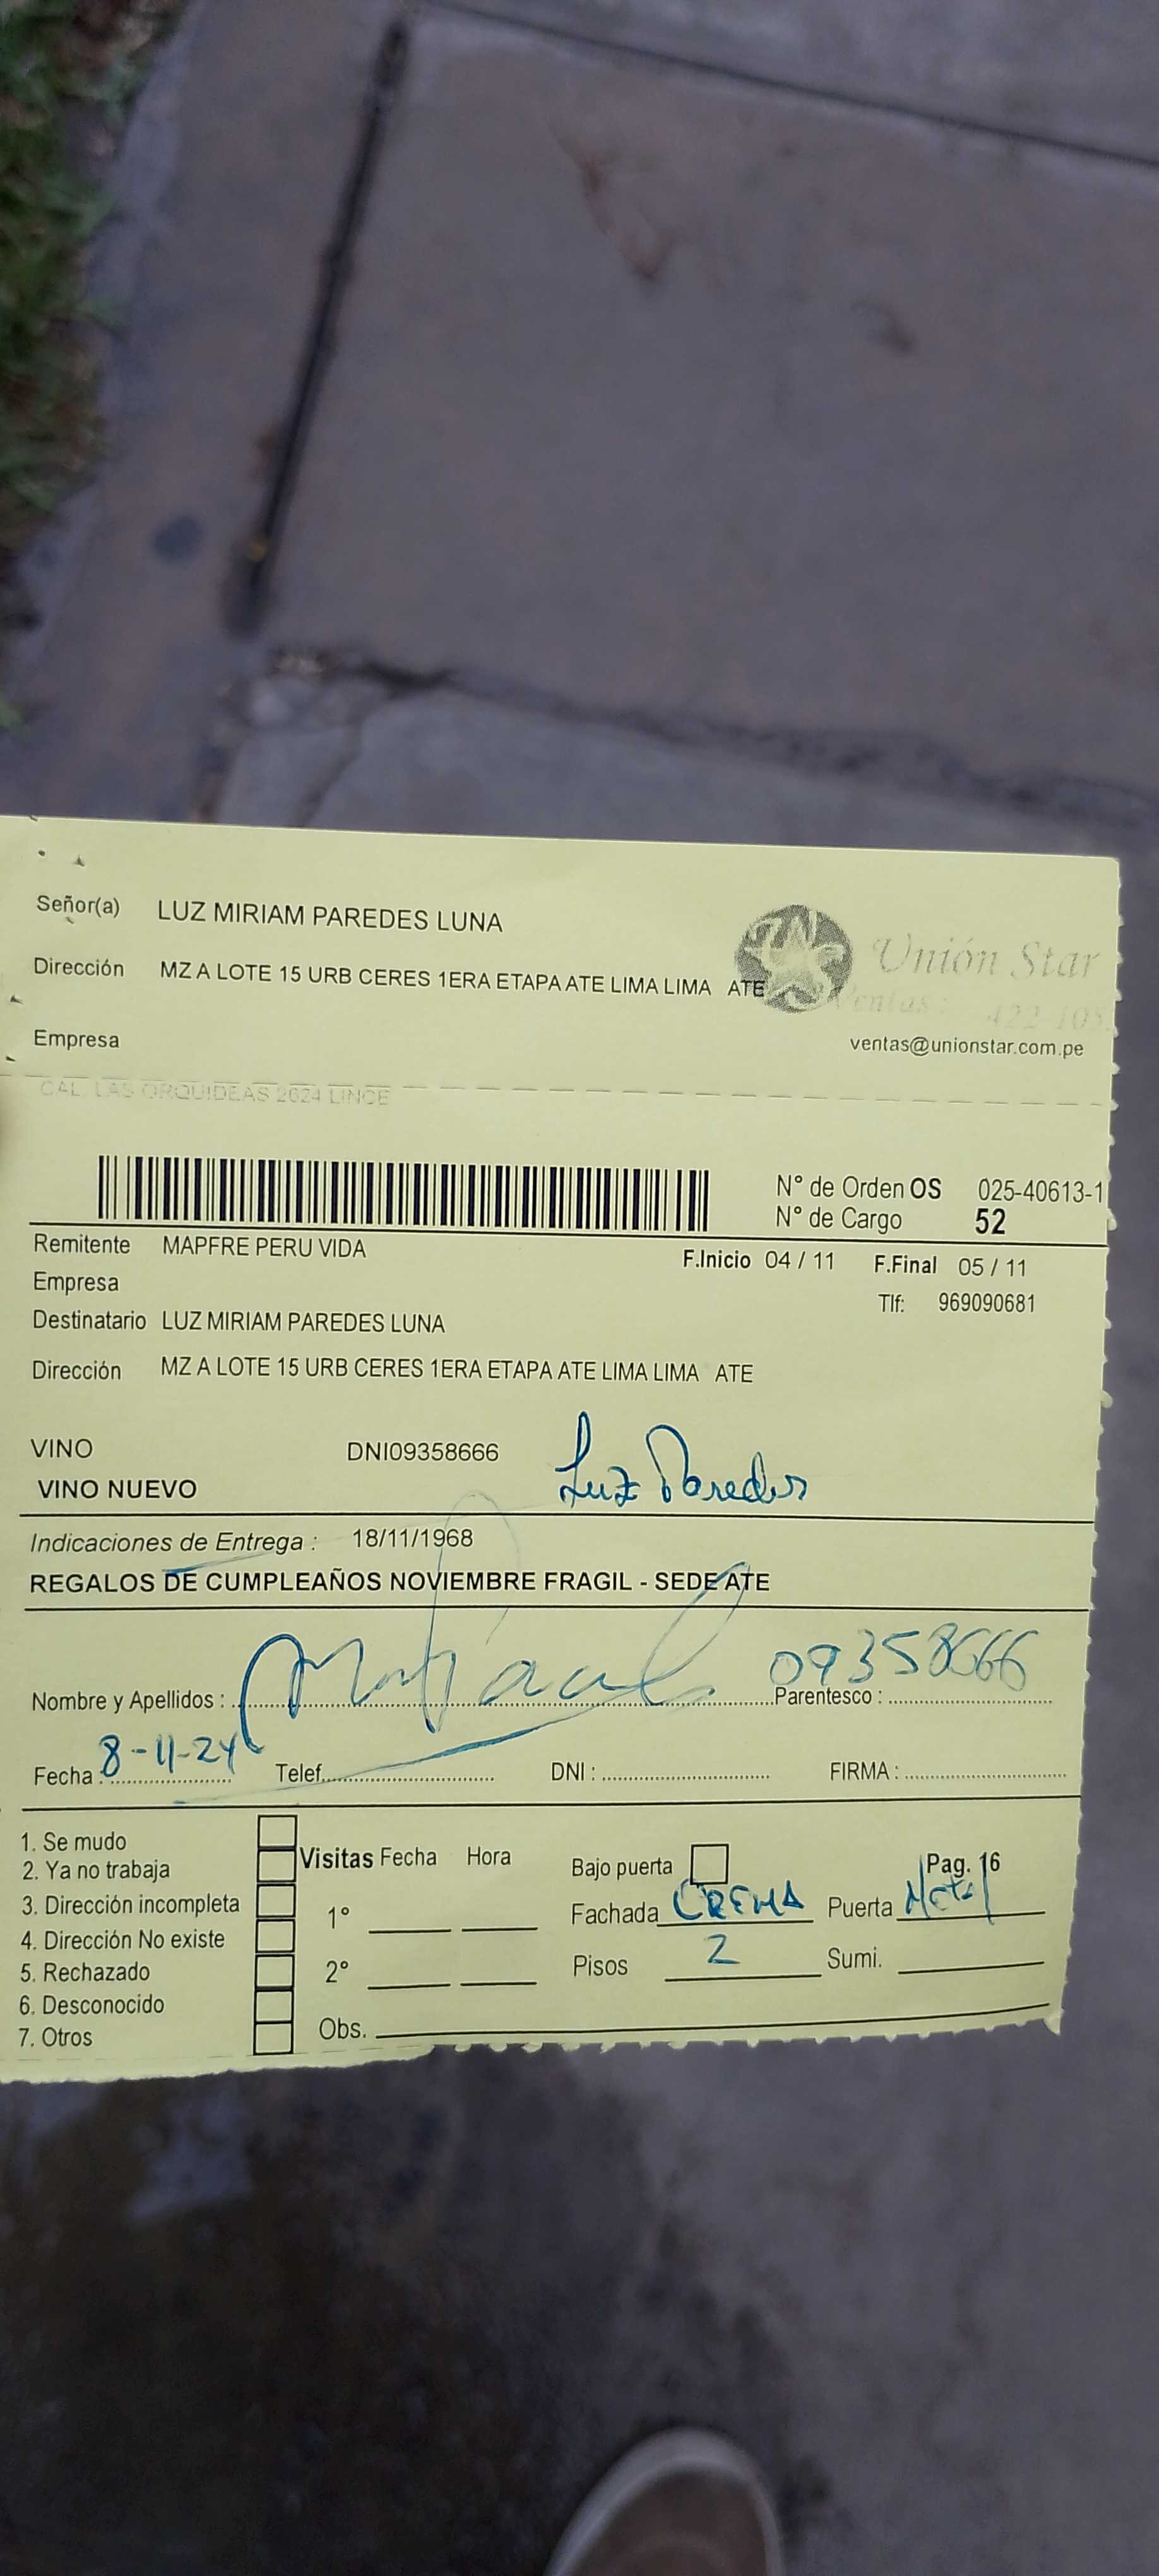 Señor(a) LUZ MIRIAM PAREDES LUNA
Unión Star
Dirección MZ A LOTE 15 URB CERES 1ERA ETAPA ATE LIMA LIMA ATE
Ventas: 422-105
Empresa
ventas@unionstar.com.pe
CAL. LAS ORQUIDEAS 2624 LINCE
N° de Orden OS 025-40613-1
N° de Cargo 52
Remitente MAPFRE PERU VIDA
F.Inicio 04 / 11 F.Final 05 / 11
Empresa
Tlf: 969090681
Destinatario LUZ MIRIAM PAREDES LUNA
Dirección MZ A LOTE 15 URB CERES 1ERA ETAPA ATE LIMA LIMA ATE
VINO DNI09358666 Luz Paredes
VINO NUEVO
Indicaciones de Entrega : 18/11/1968
REGALOS DE CUMPLEAÑOS NOVIEMBRE FRAGIL - SEDE ATE
09358666
Nombre y Apellidos : Parentesco :
Fecha : 8-11-24 Telef. DNI : FIRMA :
1. Se mudo
2. Ya no trabaja
3. Dirección incompleta
4. Dirección No existe
5. Rechazado
6. Desconocido
7. Otros
Visitas Fecha Hora
1°
2°
Obs.
Bajo puerta Pag. 16
Fachada CREMA Puerta Metal
Pisos 2 Sumi.